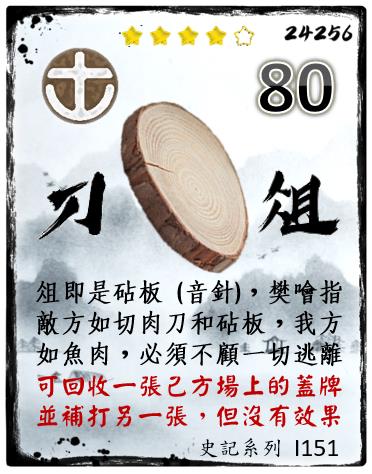 24256
80
刀 俎
俎即是砧板（音針），樊噲指
敵方如切肉刀和砧板，我方
如魚肉，必須不顧一切逃離
可回收一張己方場上的蓋牌
並補打另一張，但沒有效果
史記系列 I151